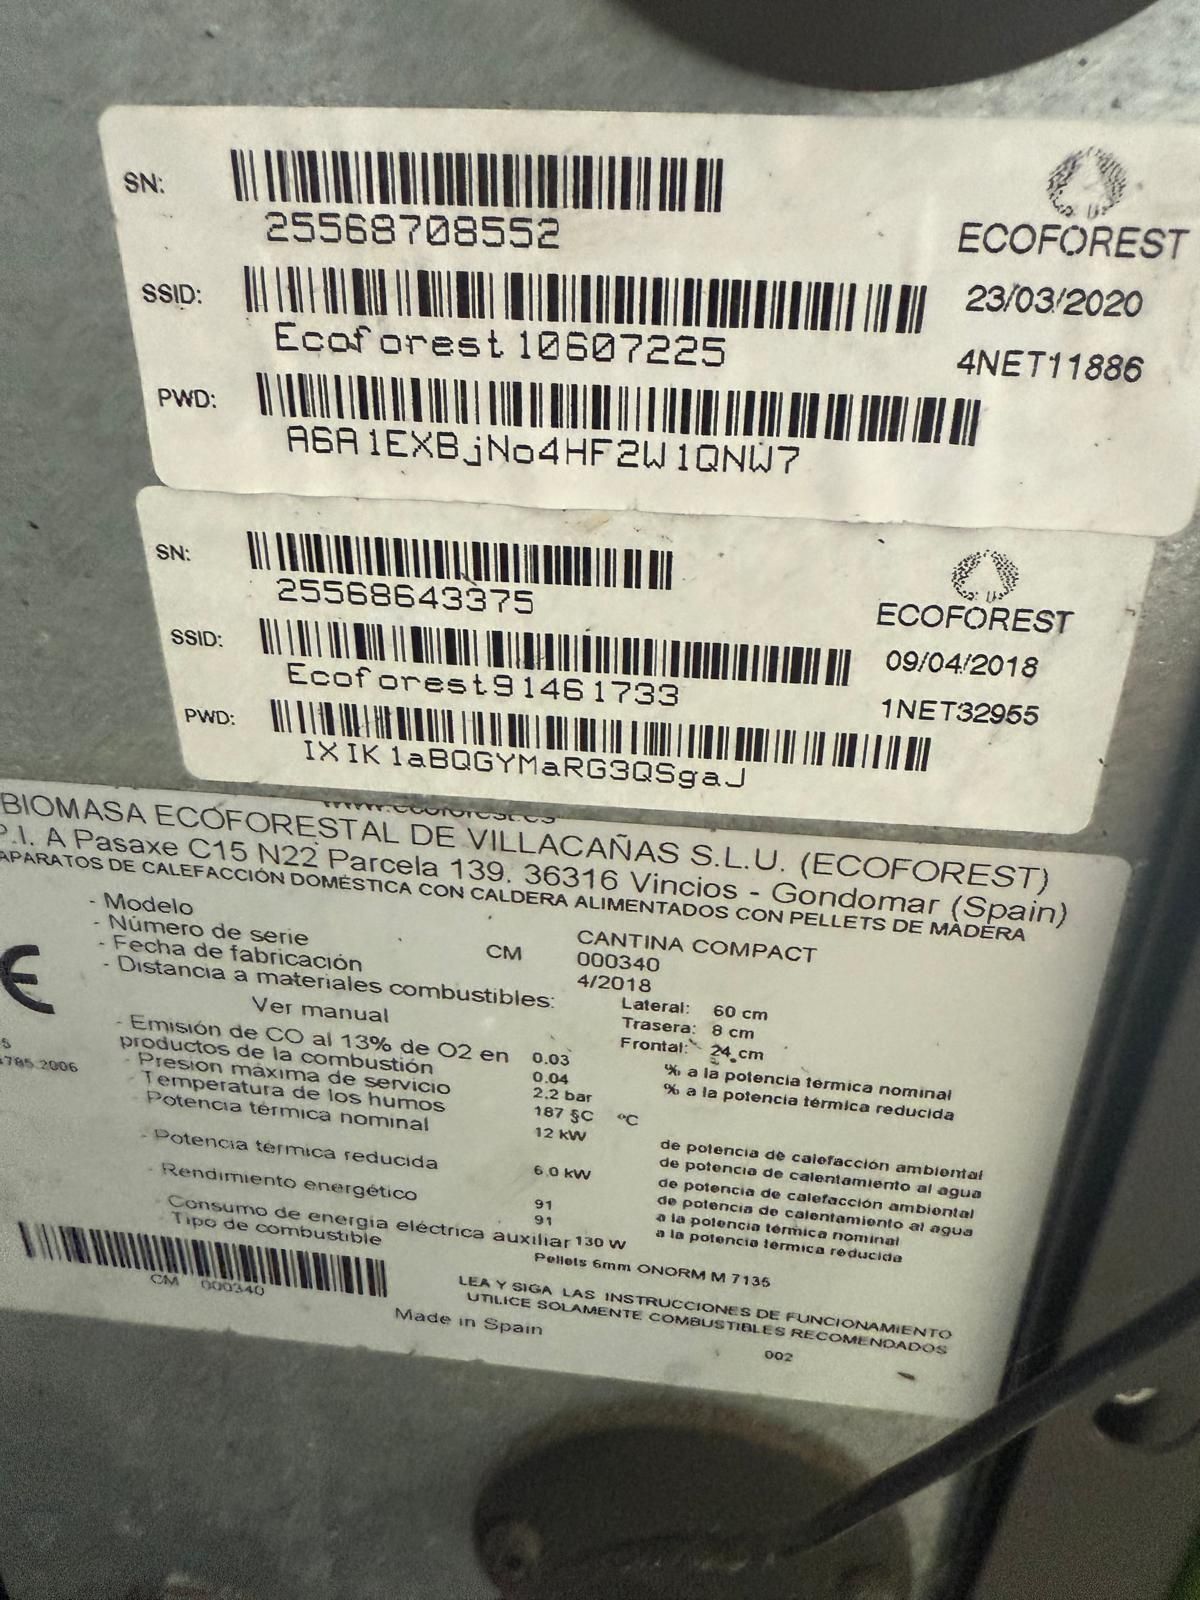 SN:
25568708552
ECOFOREST
SSID:
23/03/2020
Ecoforest10607225
4NET11886
PWD:
A6A1EXBjNo4HF2W1QNW7
SN:
25568643375
ECOFOREST
SSID:
09/04/2018
Ecoforest91461733
1NET32955
PWD:
IXIK1aBQGYMaRG3QSgaJ
www.ecoforest.es
BIOMASA ECOFORESTAL DE VILLACAÑAS S.L.U. (ECOFOREST)
P.I. A Pasaxe C15 N22 Parcela 139. 36316 Vincios - Gondomar (Spain)
APARATOS DE CALEFACCIÓN DOMÉSTICA CON CALDERA ALIMENTADOS CON PELLETS DE MADERA
- Modelo CANTINA COMPACT
- Número de serie CM 000340
- Fecha de fabricación 4/2018
- Distancia a materiales combustibles: Lateral: 60 cm
Ver manual Trasera: 8 cm
Frontal: 24 cm
- Emisión de CO al 13% de O2 en 0.03 % a la potencia térmica nominal
productos de la combustión 0.04 % a la potencia térmica reducida
- Presion máxima de servicio 2,2 bar
- Temperatura de los humos 187 §C ºC
- Potencia térmica nominal 12 kW de potencia de calefacción ambiental
de potencia de calentamiento al agua
- Potencia térmica reducida 6,0 kW de potencia de calefacción ambiental
de potencia de calentamiento al agua
- Rendimiento energético 91 a la potencia térmica nominal
91 a la potencia térmica reducida
- Consumo de energia eléctrica auxiliar 130 W
- Tipo de combustible Pellets 6mm ONORM M 7135
CE
785:2006
CM 000340
LEA Y SIGA LAS INSTRUCCIONES DE FUNCIONAMIENTO
UTILICE SOLAMENTE COMBUSTIBLES RECOMENDADOS
Made in Spain
002